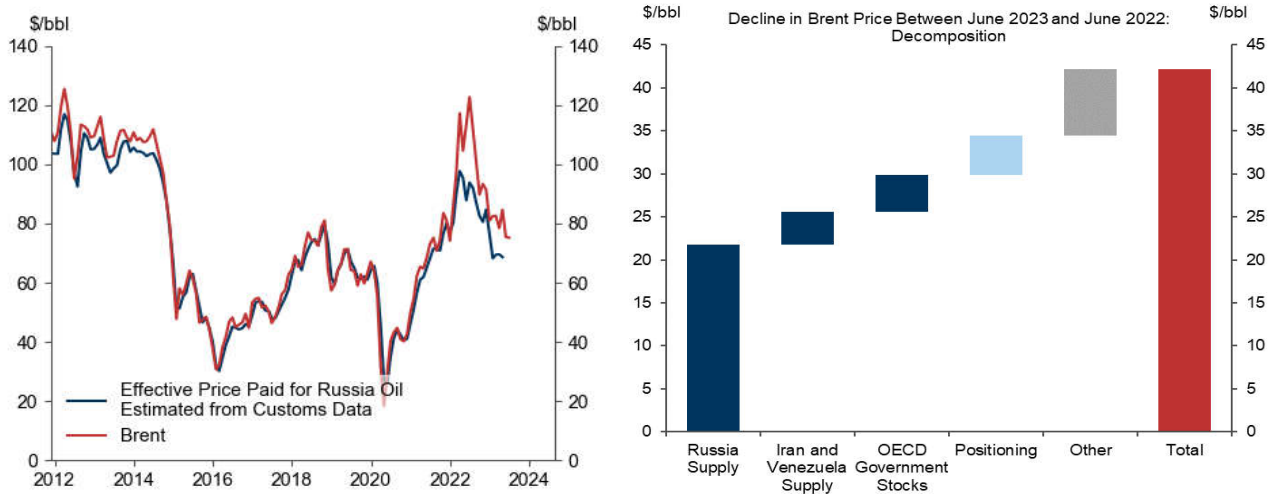 $/bbl
$/bbl
140
140
120
120
100
100
80
80
60
60
40
40
20
20
0
0
Effective Price Paid for Russia Oil
Estimated from Customs Data
Brent
2012
2014
2016
2018
2020
2022
2024
$/bbl
$/bbl
Decline in Brent Price Between June 2023 and June 2022:
Decomposition
45
45
40
40
35
35
30
30
25
25
20
20
15
15
10
10
5
5
0
0
Russia
Supply
Iran and
Venezuela
Supply
OECD
Government
Stocks
Positioning
Other
Total